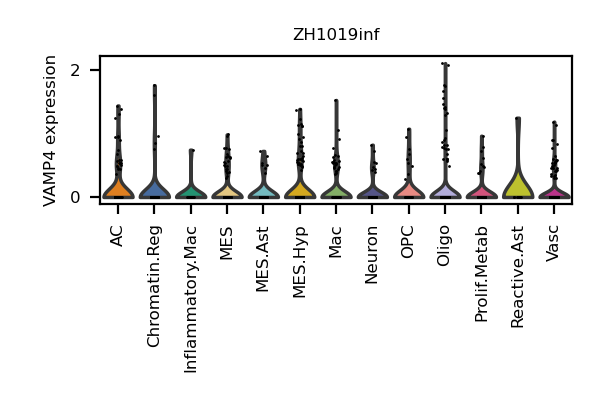 ZH1019inf
VAMP4 expression
2
0
AC
Chromatin.Reg
Inflammatory.Mac
MES
MES.Ast
MES.Hyp
Mac
Neuron
OPC
Oligo
Prolif.Metab
Reactive.Ast
Vasc